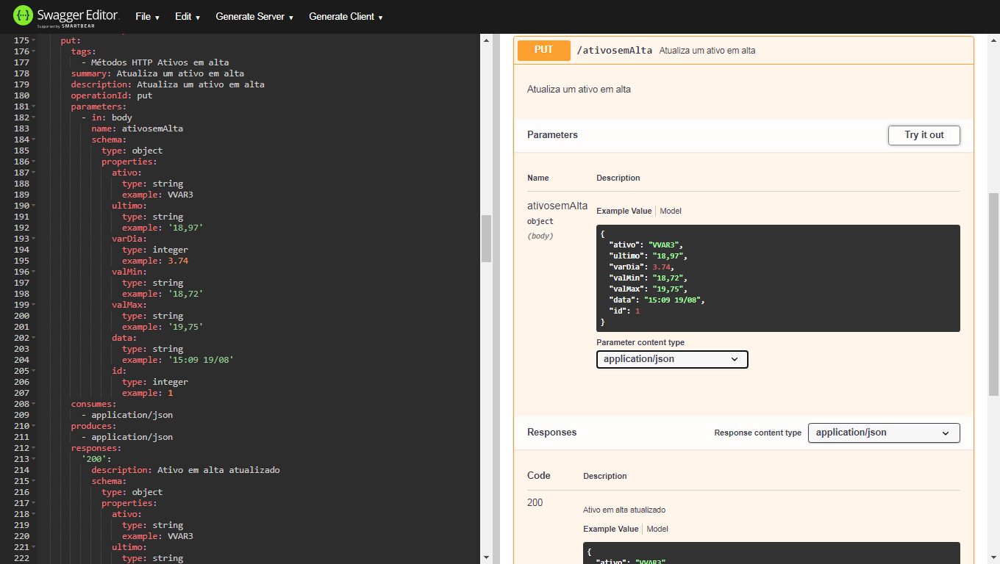 Swagger Editor
Supported by SMARTBEAR
File ▾ Edit ▾ Generate Server ▾ Generate Client ▾
175 put:
176 tags:
177 - Métodos HTTP Ativos em alta
178 summary: Atualiza um ativo em alta
179 description: Atualiza um ativo em alta
180 operationId: put
181 parameters:
182 - in: body
183 name: ativosemAlta
184 schema:
185 type: object
186 properties:
187 ativo:
188 type: string
189 example: VVAR3
190 ultimo:
191 type: string
192 example: '18,97'
193 varDia:
194 type: integer
195 example: 3.74
196 valMin:
197 type: string
198 example: '18,72'
199 valMax:
200 type: string
201 example: '19,75'
202 data:
203 type: string
204 example: '15:09 19/08'
205 id:
206 type: integer
207 example: 1
208 consumes:
209 - application/json
210 produces:
211 - application/json
212 responses:
213 '200':
214 description: Ativo em alta atualizado
215 schema:
216 type: object
217 properties:
218 ativo:
219 type: string
220 example: VVAR3
221 ultimo:
222 type: string
PUT /ativosemAlta Atualiza um ativo em alta
Atualiza um ativo em alta
Parameters
Try it out
Name Description
ativosemAlta
object
(body)
Example Value Model
{
"ativo": "VVAR3",
"ultimo": "18,97",
"varDia": 3.74,
"valMin": "18,72",
"valMax": "19,75",
"data": "15:09 19/08",
"id": 1
}
Parameter content type
application/json
Responses
Response content type application/json
Code Description
200
Ativo em alta atualizado
Example Value Model
{
"ativo": "VVAR3",